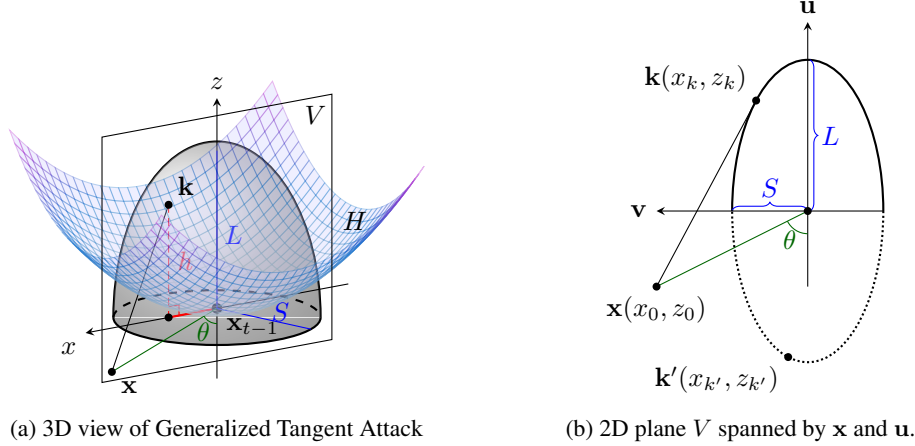 z
V
k
H
L
h
x_{t−1}
S
θ
x
x
(a) 3D view of Generalized Tangent Attack
u
k(x_k, z_k)
L
S
v
θ
x(x_0, z_0)
k′(x_{k′}, z_{k′})
(b) 2D plane V spanned by x and u.